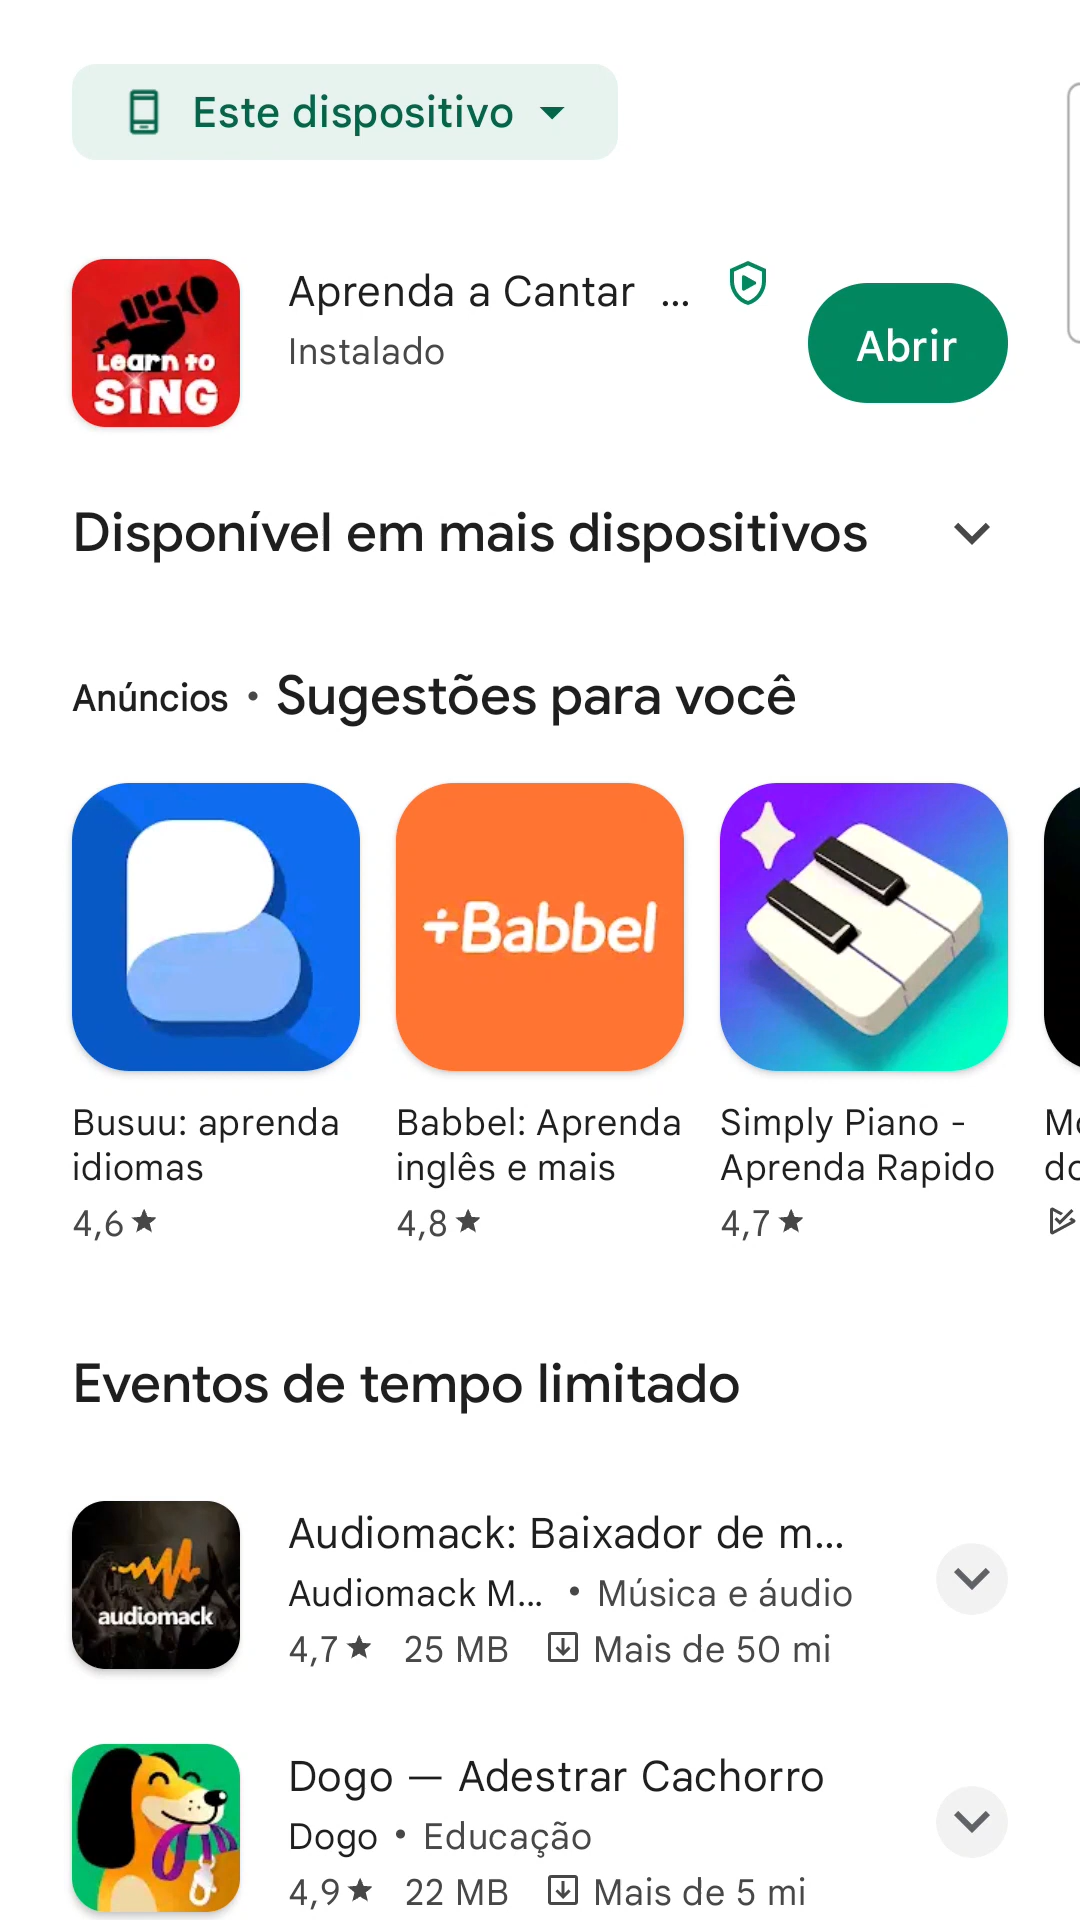 Este dispositivo
Aprenda a Cantar ...
Instalado
Abrir
Learn to
SiNG
Disponível em mais dispositivos
Anúncios • Sugestões para você
+Babbel
Busuu: aprenda
idiomas
4,6★
Babbel: Aprenda
inglês e mais
4,8★
Simply Piano -
Aprenda Rapido
4,7★
Eventos de tempo limitado
audiomack
Audiomack: Baixador de m...
Audiomack M... • Música e áudio
4,7★ 25 MB Mais de 50 mi
Dogo — Adestrar Cachorro
Dogo • Educação
4,9★ 22 MB Mais de 5 mi